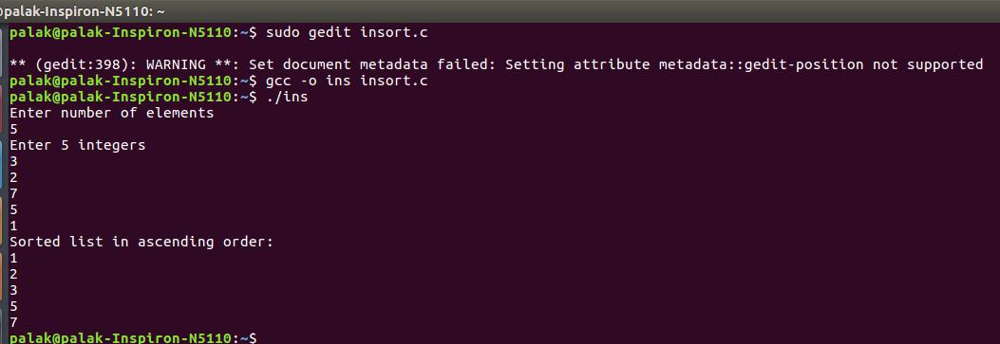 palak-Inspiron-N5110: ~
palak@palak-Inspiron-N5110:~$ sudo gedit insort.c
** (gedit:398): WARNING **: Set document metadata failed: Setting attribute metadata::gedit-position not supported
palak@palak-Inspiron-N5110:~$ gcc -o ins insort.c
palak@palak-Inspiron-N5110:~$ ./ins
Enter number of elements
5
Enter 5 integers
3
2
7
5
1
Sorted list in ascending order:
1
2
3
5
7
palak@palak-Inspiron-N5110:~$